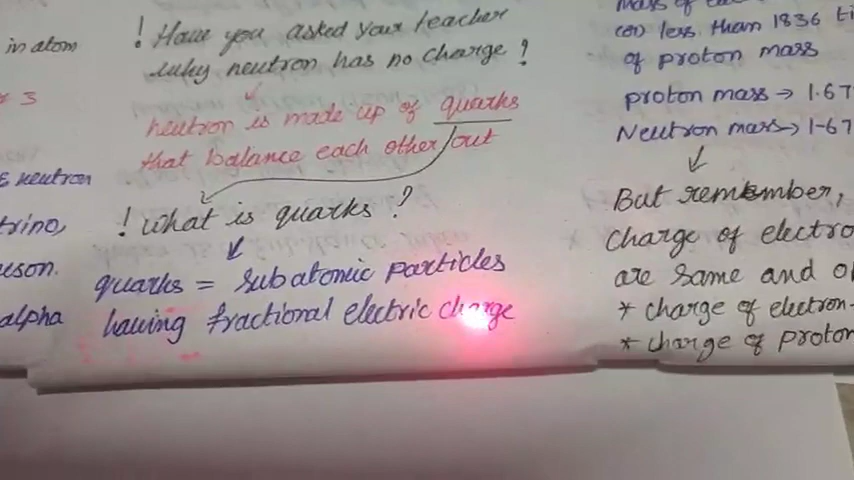 in atom
3
neutron
trino,
eson.
alpha
! Have you asked your teacher
why neutron has no charge?
neutron is made up of quarks
that balance each other out
! What is quarks?
quarks = subatomic particles
having fractional electric charge
mass of
less than 1836
of proton mass
proton mass → 1.67
Neutron mass → 1-67
But remember,
Charge of electro
are same and
* charge of electron
* charge of proton